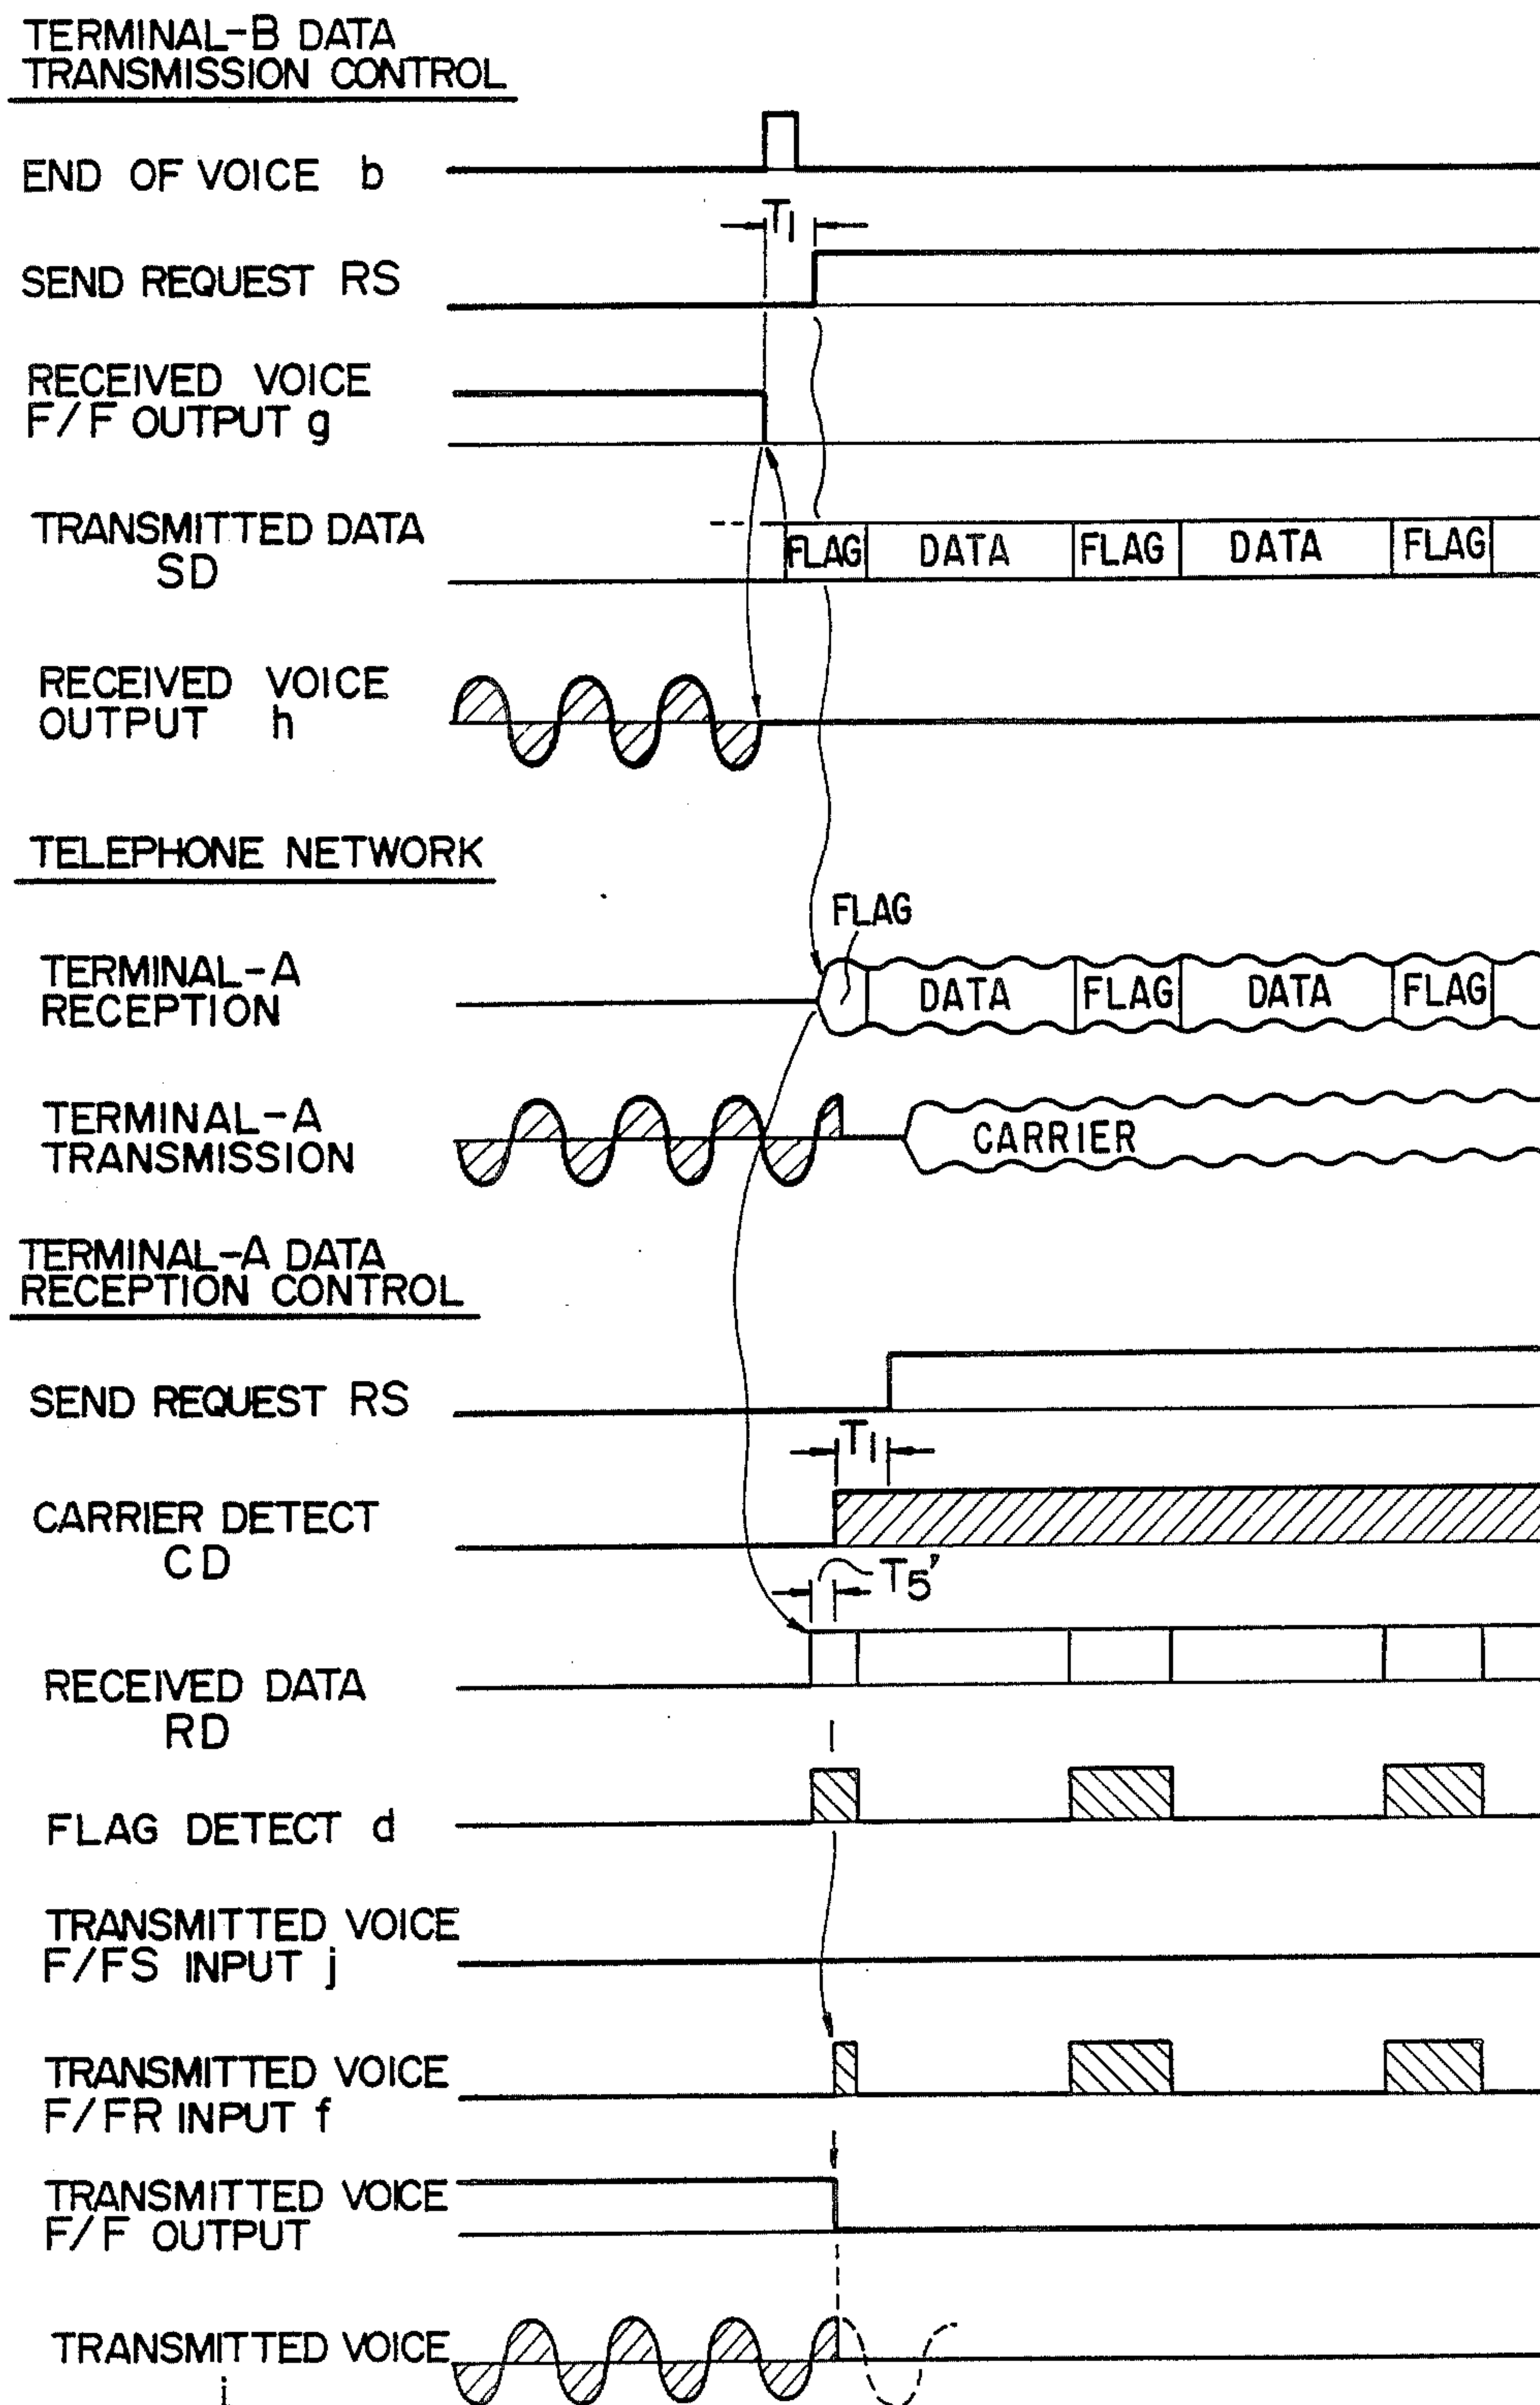 TERMINAL-B DATA
TRANSMISSION CONTROL
END OF VOICE b
T1
SEND REQUEST RS
RECEIVED VOICE
F/F OUTPUT g
TRANSMITTED DATA
SD
FLAG DATA FLAG DATA FLAG
RECEIVED VOICE
OUTPUT h
TELEPHONE NETWORK
FLAG
TERMINAL-A
RECEPTION
DATA FLAG DATA FLAG
TERMINAL-A
TRANSMISSION
CARRIER
TERMINAL-A DATA
RECEPTION CONTROL
SEND REQUEST RS
T1
CARRIER DETECT
CD
T5'
RECEIVED DATA
RD
FLAG DETECT d
TRANSMITTED VOICE
F/FS INPUT j
TRANSMITTED VOICE
F/FR INPUT f
TRANSMITTED VOICE
F/F OUTPUT
TRANSMITTED VOICE
i